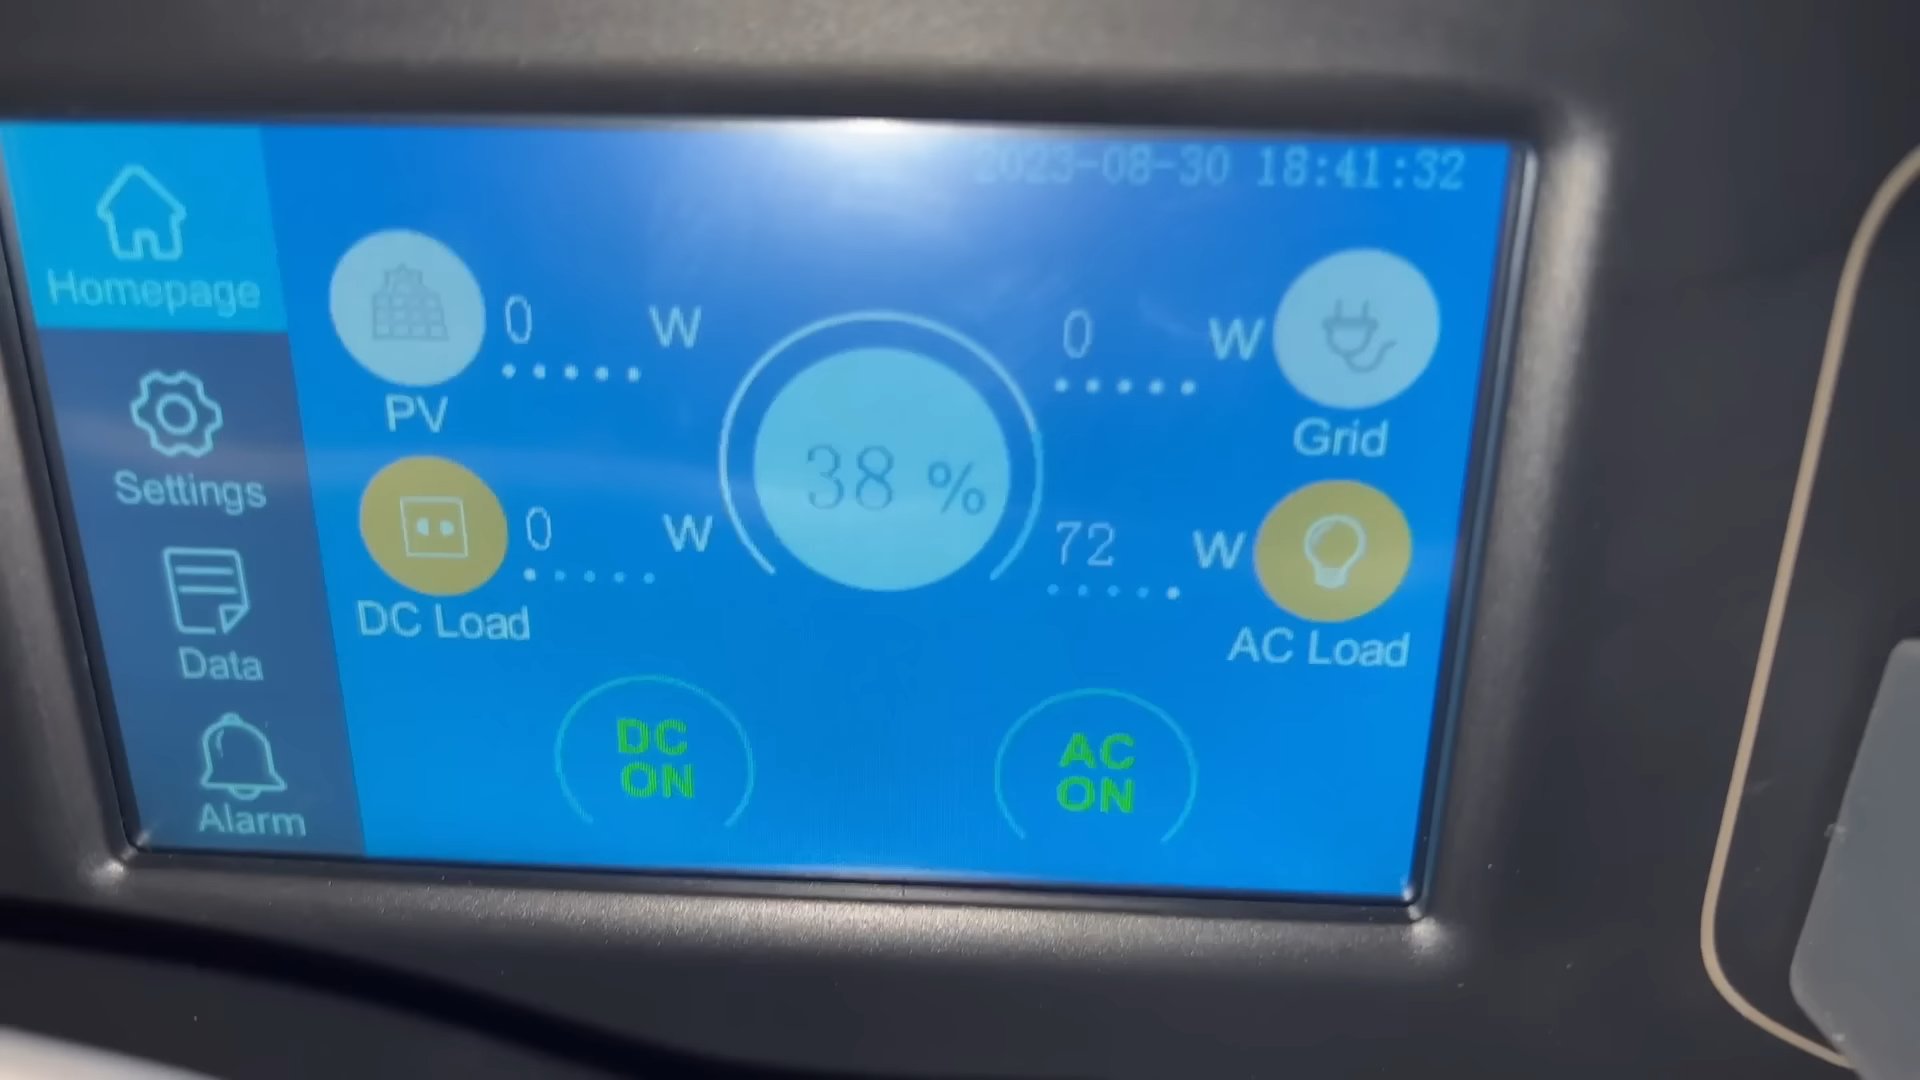 2023-08-30 18:41:32
Homepage
Settings
Data
Alarm
0 W
PV
0 W
Grid
38 %
0 W
DC Load
72 W
AC Load
DC
ON
AC
ON